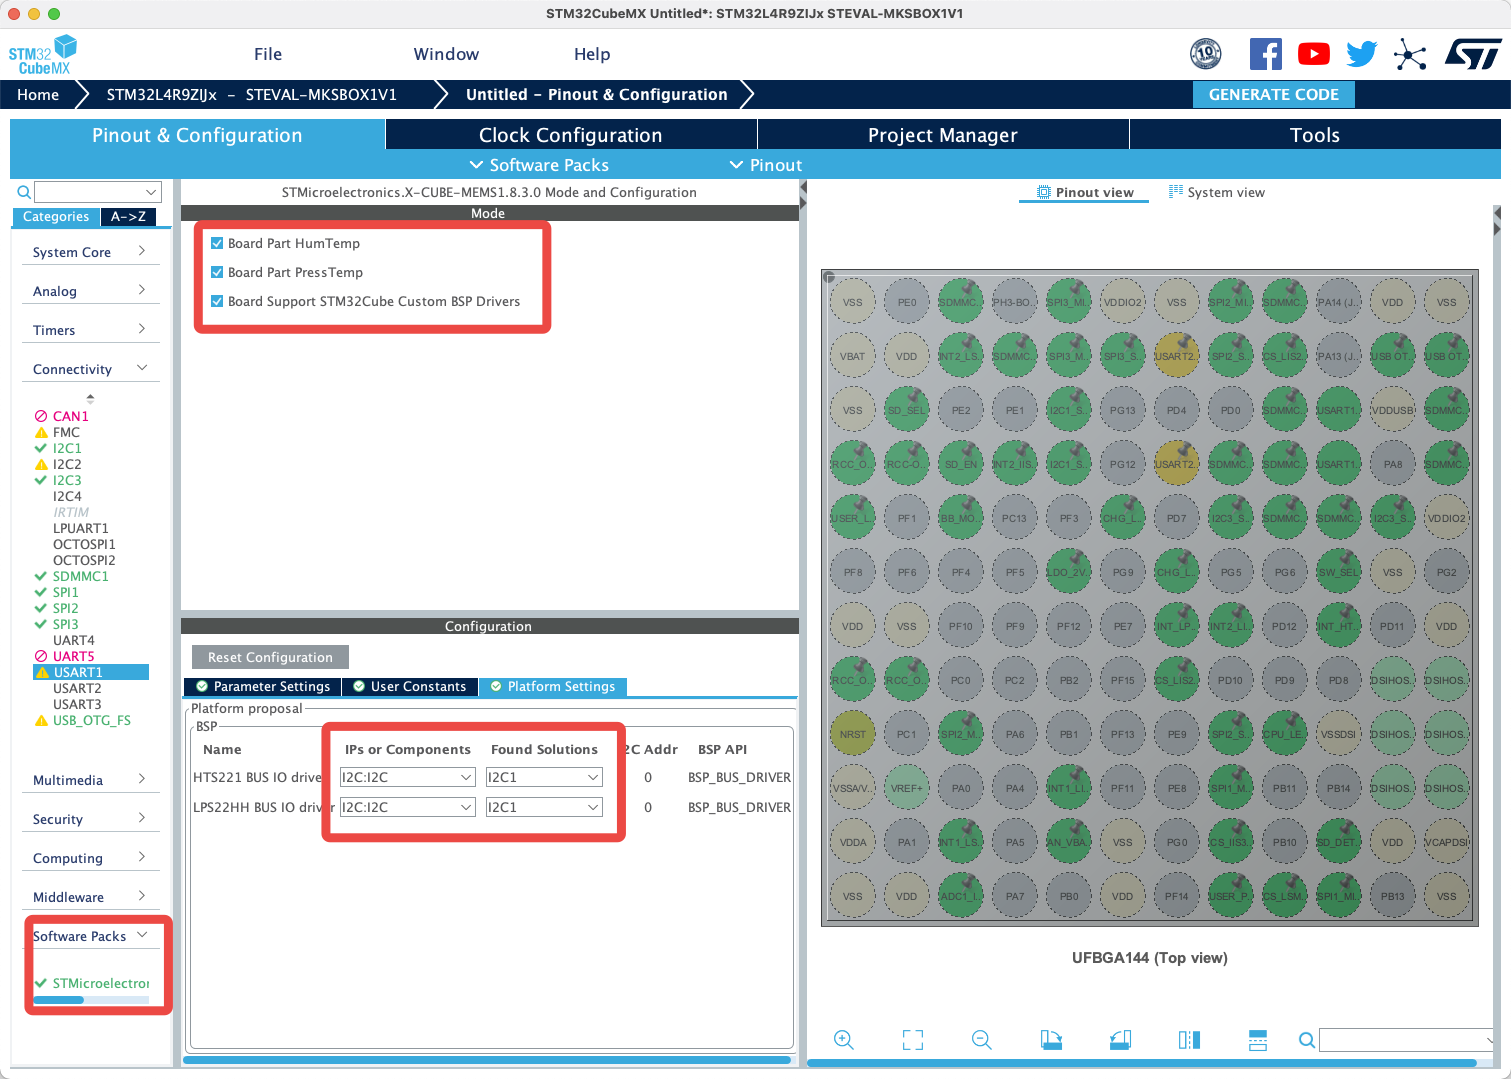 STM32CubeMX Untitled*: STM32L4R9ZIJx STEVAL-MKSBOX1V1
STM32
CubeMX
File
Window
Help
10
Home
STM32L4R9ZIJx - STEVAL-MKSBOX1V1
Untitled - Pinout & Configuration
GENERATE CODE
Pinout & Configuration
Clock Configuration
Project Manager
Tools
Software Packs
Pinout
Categories
A->Z
System Core
Analog
Timers
Connectivity
CAN1
FMC
I2C1
I2C2
I2C3
I2C4
IRTIM
LPUART1
OCTOSPI1
OCTOSPI2
SDMMC1
SPI1
SPI2
SPI3
UART4
UART5
USART1
USART2
USART3
USB_OTG_FS
Multimedia
Security
Computing
Middleware
Software Packs
STMicroelectron
STMicroelectronics.X-CUBE-MEMS1.8.3.0 Mode and Configuration
Mode
Board Part HumTemp
Board Part PressTemp
Board Support STM32Cube Custom BSP Drivers
Configuration
Reset Configuration
Parameter Settings
User Constants
Platform Settings
Platform proposal
BSP
Name IPs or Components Found Solutions 2C Addr BSP API
HTS221 BUS IO driver I2C:I2C I2C1 0 BSP_BUS_DRIVER
LPS22HH BUS IO driver I2C:I2C I2C1 0 BSP_BUS_DRIVER
Pinout view
System view
VSS PE0 SDMMC.. PH3-BO.. SPI3_MI.. VDDIO2 VSS SPI2_MI.. SDMMC.. PA14 (J.. VDD VSS
VBAT VDD INT2_LS.. SDMMC.. SPI3_M.. SPI3_S.. USART2.. SPI2_S.. CS_LIS2.. PA13 (J.. USB OT.. USB OT..
VSS SD_SEL PE2 PE1 I2C1_S.. PG13 PD4 PD0 SDMMC.. USART1.. VDDUSB SDMMC..
RCC_O.. RCC-O.. SD_EN INT2_IIS.. I2C1_S.. PG12 USART2.. SDMMC.. SDMMC.. USART1.. PA8 SDMMC..
USER_L.. PF1 BB_MO.. PC13 PF3 CHG_L.. PD7 I2C3_S.. SDMMC.. SDMMC.. I2C3_S.. VDDIO2
PF8 PF6 PF4 PF5 LDO_2V.. PG9 CHG_L.. PG5 PG6 SW_SEL VSS PG2
VDD VSS PF10 PF9 PF12 PE7 INT_LP.. INT2_LI.. PD12 INT_HT.. PD11 VDD
RCC_O.. RCC_O.. PC0 PC2 PB2 PF15 CS_LIS2.. PD10 PD9 PD8 DSIHOS.. DSIHOS..
NRST PC1 SPI2_M.. PA6 PB1 PF13 PE9 SPI2_S.. CPU_LE.. VSSDSI DSIHOS.. DSIHOS..
VSSA/V.. VREF+ PA0 PA4 INT1_LI.. PF11 PE8 SPI1_M.. PB11 PB14 DSIHOS.. DSIHOS..
VDDA PA1 INT1_LS.. PA5 AN_VBA.. VSS PG0 CS_IIS3.. PB10 SD_DET.. VDD VCAPDSI
VSS VDD ADC1_I.. PA7 PB0 VDD PF14 USER_P.. CS_LSM.. SPI1_MI.. PB13 VSS
UFBGA144 (Top view)